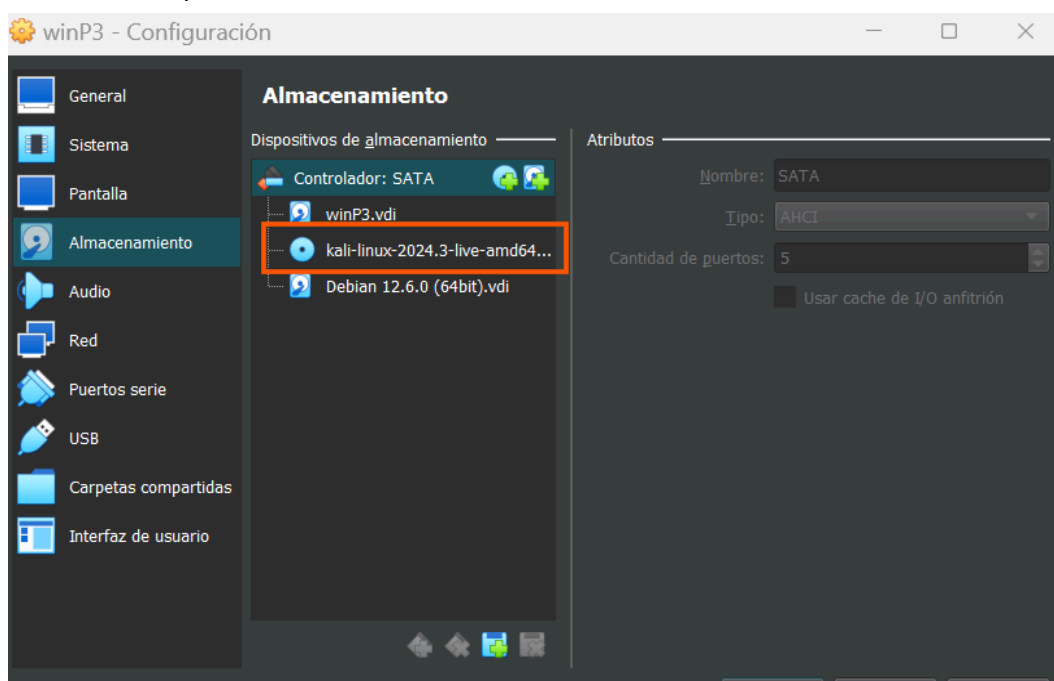 winP3 - Configuración
General
Sistema
Pantalla
Almacenamiento
Audio
Red
Puertos serie
USB
Carpetas compartidas
Interfaz de usuario
Almacenamiento
Dispositivos de almacenamiento
Controlador: SATA
winP3.vdi
kali-linux-2024.3-live-amd64...
Debian 12.6.0 (64bit).vdi
Atributos
Nombre: SATA
Tipo: AHCI
Cantidad de puertos: 5
Usar cache de I/O anfitrión